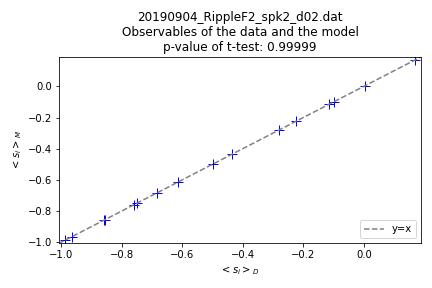 20190904_RippleF2_spk2_d02.dat
Observables of the data and the model
p-value of t-test: 0.99999
0.0
−0.2
−0.4
−0.6
−0.8
−1.0
< s_i >_M
y=x
−1.0 −0.8 −0.6 −0.4 −0.2 0.0
< s_i >_D